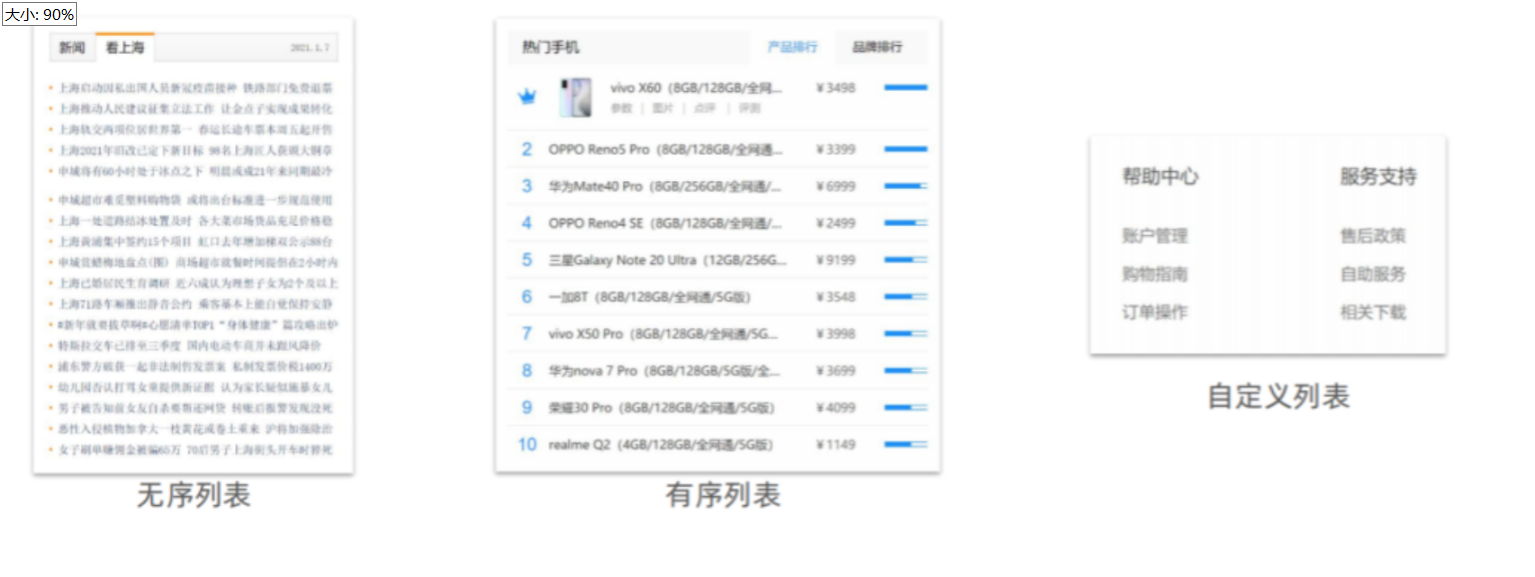 大小: 90%
新闻
看上海
2021.1.7
上海启动因私出国人员新冠疫苗接种 铁路部门免费退票
上海推动人民建议征集立法工作 让金点子实现成果转化
上海轨交两项位居世界第一 春运长途车票本周五起开售
上海2021年旧改已定下新目标 98名上海匠人获颁大铜章
申城将有60小时处于冰点之下 明晨或成21年来同期最冷
申城超市难觅塑料购物袋 或将出台标准进一步规范使用
上海一处道路结冰处置及时 各大菜市场货品充足价格稳
上海黄浦集中签约15个项目 虹口去年增加梯双公示88台
申城赏蜡梅地盘点(图) 商场超市就餐时间提倡在2小时内
上海已婚居民生育调研 近六成认为理想子女为2个及以上
上海71路车厢推出静音公约 乘客基本上能自觉保持安静
#新年就要拔草啊#心愿清单TOP1“身体健康”篇攻略出炉
特斯拉交车已排至三季度 国内电动车商并未跟风降价
浦东警方破获一起非法制售发票案 私制发票价税1400万
幼儿园否认打骂女童提供新证据 认为家长疑似施暴女儿
男子被告知前女友自杀要斯还网贷 转账后报警发现没死
恶性入侵植物加拿大一枝黄花或卷土重来 沪将加强除治
女子刷单赚佣金被骗65万 70后男子上海街头开车时猝死
无序列表
热门手机
产品排行
品牌排行
vivo X60（8GB/128GB/全网... ¥3498
参数 | 图片 | 点评 | 评测
2 OPPO Reno5 Pro（8GB/128GB/全网通... ¥3399
3 华为Mate40 Pro（8GB/256GB/全网通/... ¥6999
4 OPPO Reno4 SE（8GB/128GB/全网通/... ¥2499
5 三星Galaxy Note 20 Ultra（12GB/256G... ¥9199
6 一加8T（8GB/128GB/全网通/5G版） ¥3548
7 vivo X50 Pro（8GB/128GB/全网通/5G... ¥3998
8 华为nova 7 Pro（8GB/128GB/5G版/全... ¥3699
9 荣耀30 Pro（8GB/128GB/全网通/5G版） ¥4099
10 realme Q2（4GB/128GB/全网通/5G版） ¥1149
有序列表
帮助中心
账户管理
购物指南
订单操作
服务支持
售后政策
自助服务
相关下载
自定义列表